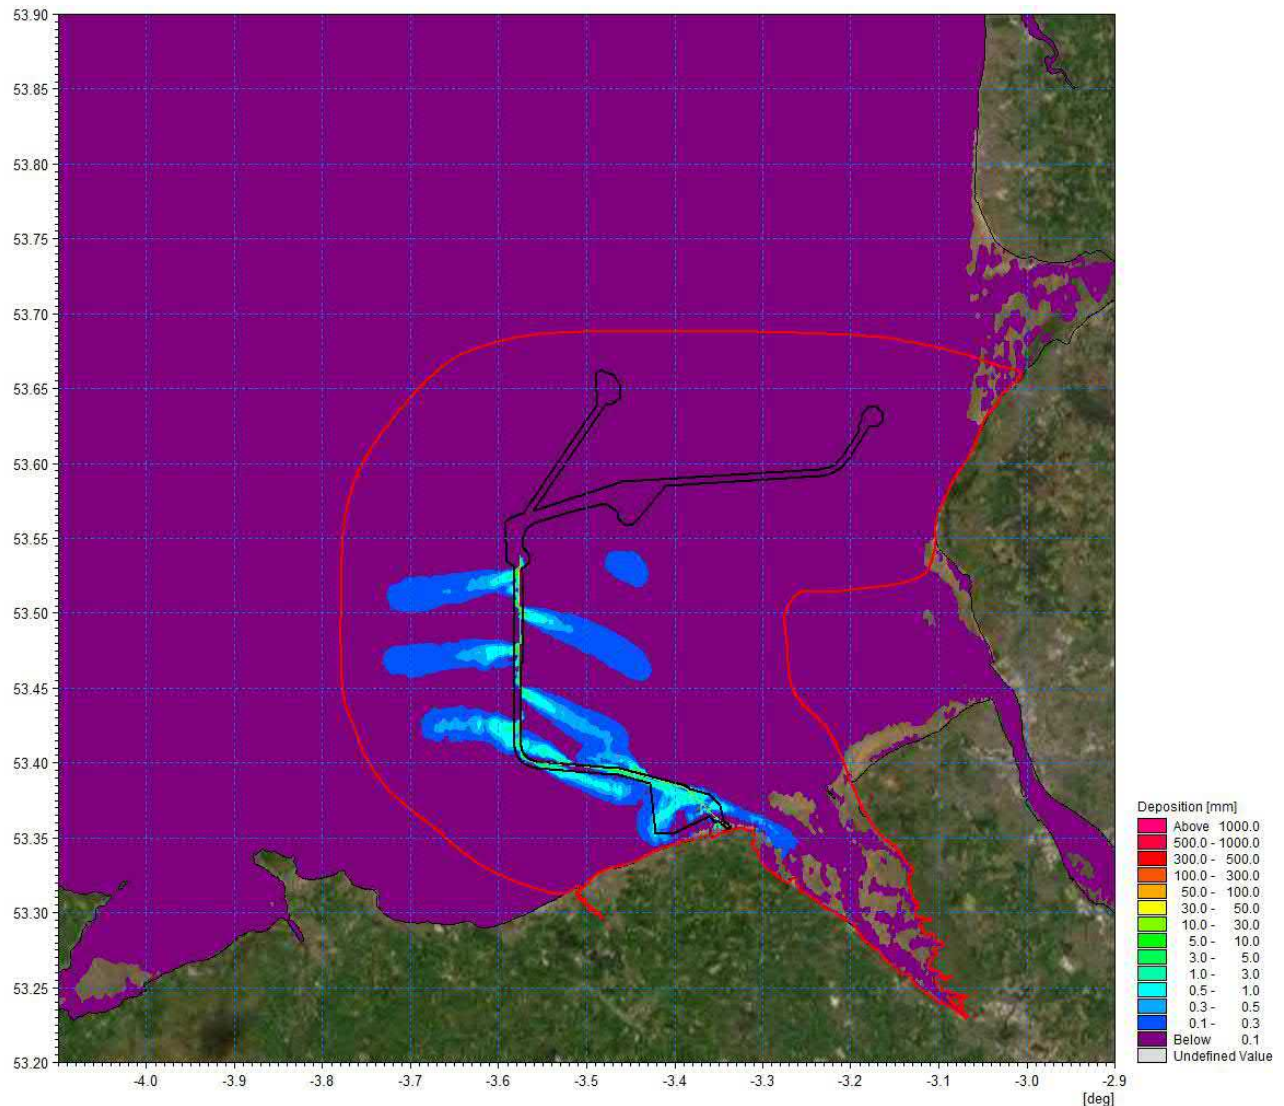 53.90
53.85
53.80
53.75
53.70
53.65
53.60
53.55
53.50
53.45
53.40
53.35
53.30
53.25
53.20
-4.0 -3.9 -3.8 -3.7 -3.6 -3.5 -3.4 -3.3 -3.2 -3.1 -3.0 -2.9
[deg]
Deposition [mm]
Above 1000.0
500.0 - 1000.0
300.0 - 500.0
100.0 - 300.0
50.0 - 100.0
30.0 - 50.0
10.0 - 30.0
5.0 - 10.0
3.0 - 5.0
1.0 - 3.0
0.5 - 1.0
0.3 - 0.5
0.1 - 0.3
Below 0.1
Undefined Value